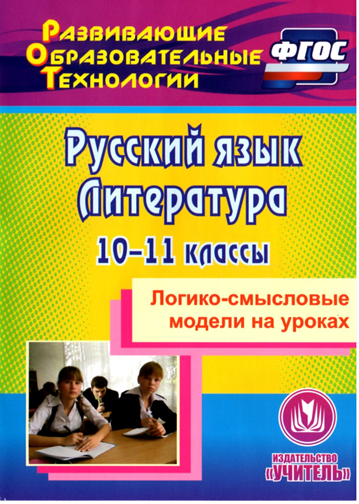 Развивающие
Образовательные
Технологии
ФГОС
Русский язык
Литература
10–11 классы
Логико-смысловые
модели на уроках
ИЗДАТЕЛЬСТВО
«УЧИТЕЛЬ»